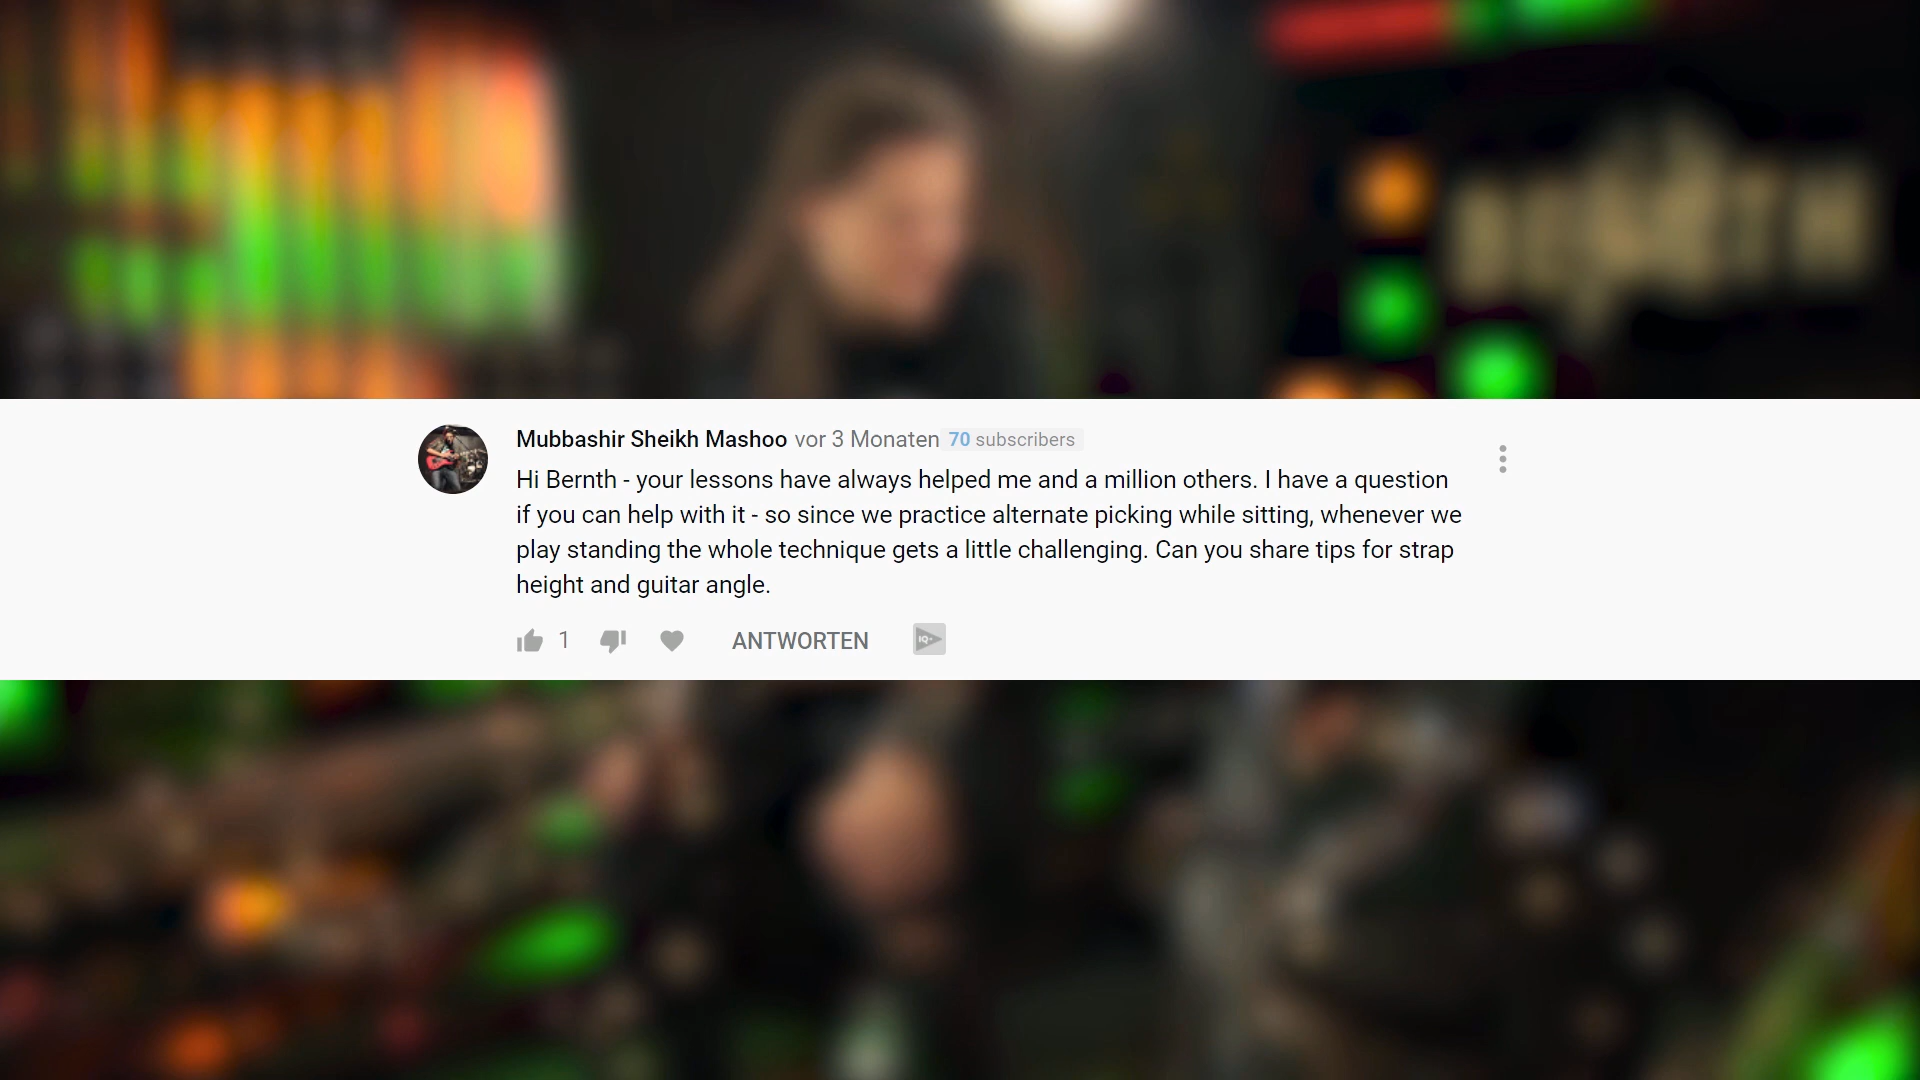 BERNTH
Mubbashir Sheikh Mashoo vor 3 Monaten 70 subscribers
Hi Bernth - your lessons have always helped me and a million others. I have a question
if you can help with it - so since we practice alternate picking while sitting, whenever we
play standing the whole technique gets a little challenging. Can you share tips for strap
height and guitar angle.
1 ANTWORTEN IQ